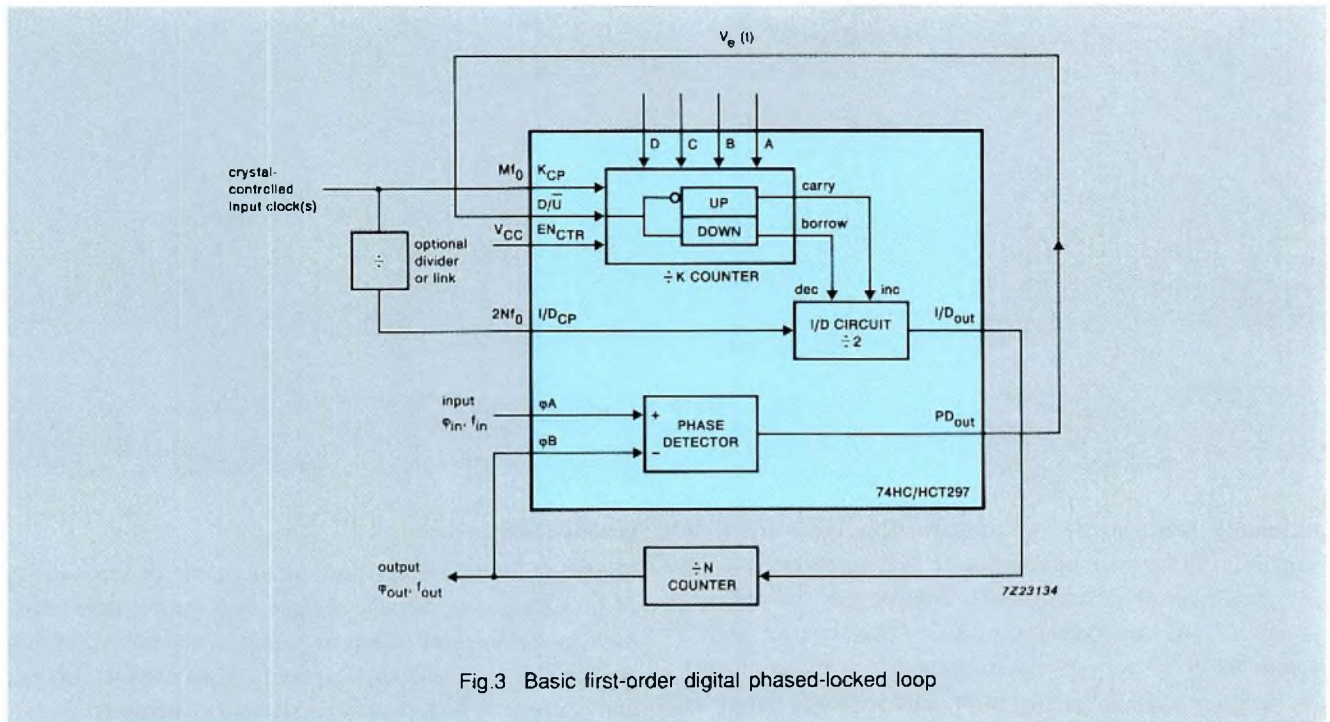 V_e (t)
D C B A
crystal-
controlled
input clock(s)
Mf₀ K_CP
D/U̅
V_CC EN_CTR
UP
DOWN
carry
borrow
÷K COUNTER
÷
optional
divider
or link
dec inc
2Nf₀ I/D_CP
I/D CIRCUIT
÷2
I/D_out
input
φ_in, f_in
φA
φB
+
−
PHASE
DETECTOR
PD_out
74HC/HCT297
output
φ_out, f_out
÷N
COUNTER
7Z23134
Fig.3 Basic first-order digital phased-locked loop